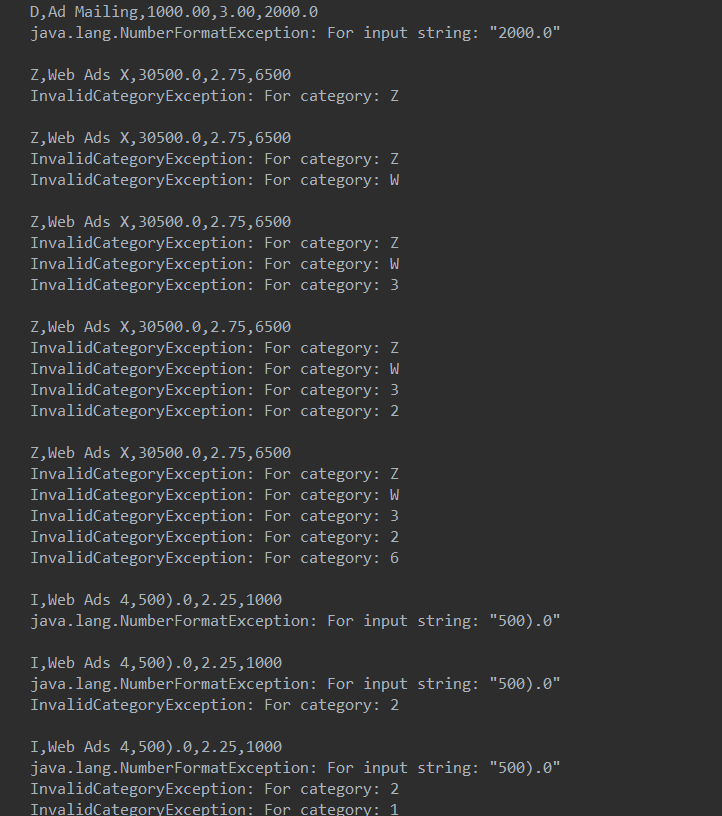 D,Ad Mailing,1000.00,3.00,2000.0
java.lang.NumberFormatException: For input string: "2000.0"
Z,Web Ads X,30500.0,2.75,6500
InvalidCategoryException: For category: Z
Z,Web Ads X,30500.0,2.75,6500
InvalidCategoryException: For category: Z
InvalidCategoryException: For category: W
Z,Web Ads X,30500.0,2.75,6500
InvalidCategoryException: For category: Z
InvalidCategoryException: For category: W
InvalidCategoryException: For category: 3
Z,Web Ads X,30500.0,2.75,6500
InvalidCategoryException: For category: Z
InvalidCategoryException: For category: W
InvalidCategoryException: For category: 3
InvalidCategoryException: For category: 2
Z,Web Ads X,30500.0,2.75,6500
InvalidCategoryException: For category: Z
InvalidCategoryException: For category: W
InvalidCategoryException: For category: 3
InvalidCategoryException: For category: 2
InvalidCategoryException: For category: 6
I,Web Ads 4,500).0,2.25,1000
java.lang.NumberFormatException: For input string: "500).0"
I,Web Ads 4,500).0,2.25,1000
java.lang.NumberFormatException: For input string: "500).0"
InvalidCategoryException: For category: 2
I,Web Ads 4,500).0,2.25,1000
java.lang.NumberFormatException: For input string: "500).0"
InvalidCategoryException: For category: 2
InvalidCategoryException: For category: 1